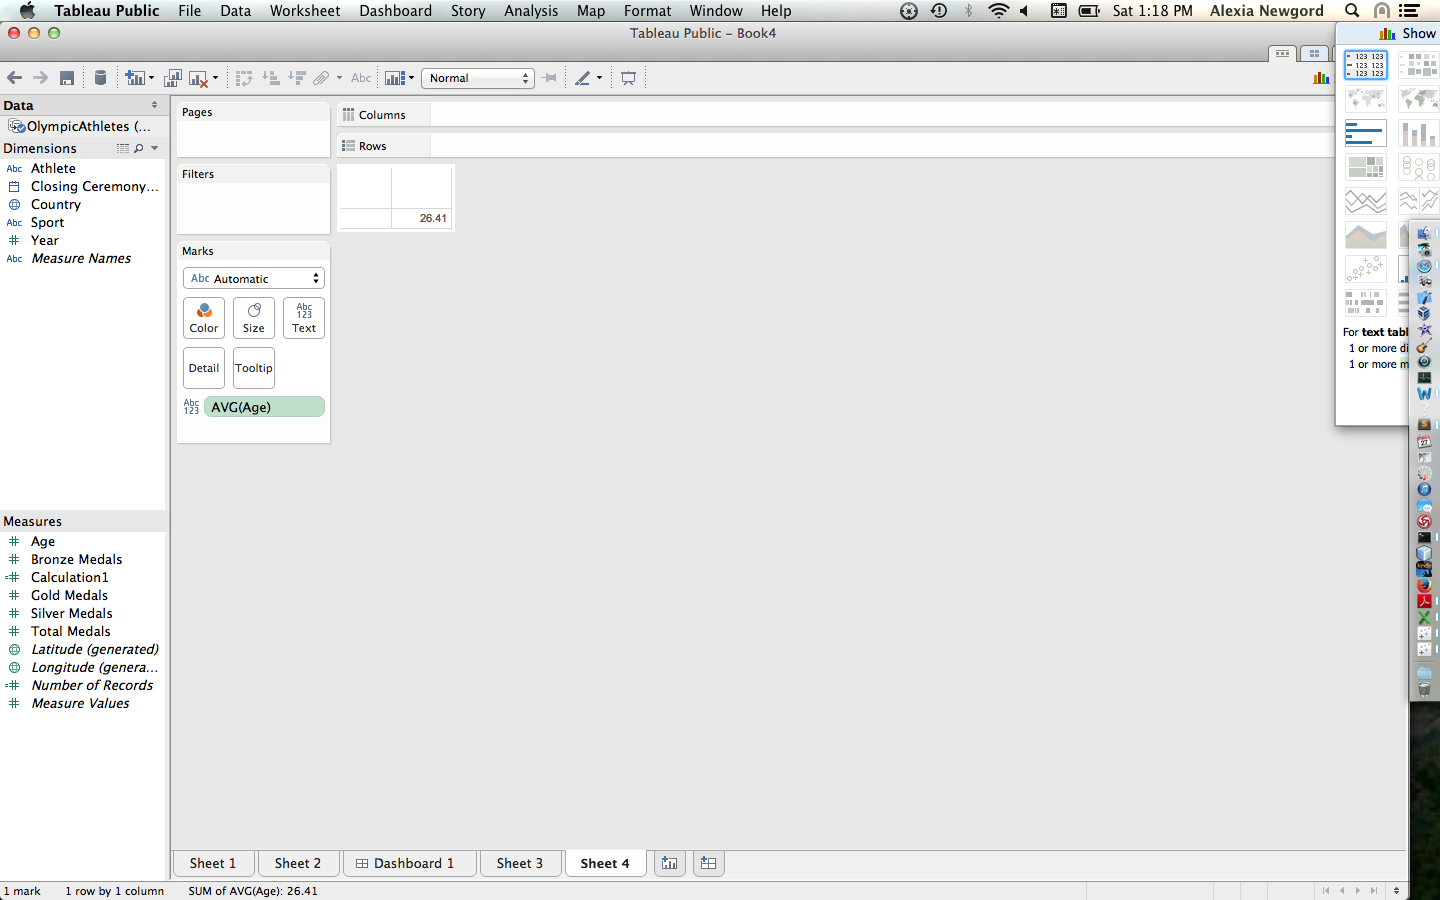 Tableau Public File Data Worksheet Dashboard Story Analysis Map Format Window Help Sat 1:18 PM Alexia Newgord
Tableau Public - Book4
Show
Abc Normal
Data
OlympicAthletes (...
Dimensions
Abc Athlete
Closing Ceremony...
Country
Abc Sport
# Year
Abc Measure Names
Measures
# Age
# Bronze Medals
=# Calculation1
# Gold Medals
# Silver Medals
# Total Medals
Latitude (generated)
Longitude (genera...
=# Number of Records
# Measure Values
Pages
Filters
Marks
Abc Automatic
Color Size Abc 123 Text
Detail Tooltip
Abc 123 AVG(Age)
Columns
Rows
26.41
123 123
123 123
123 123
For text tabl
1 or more di
1 or more m
Sheet 1 Sheet 2 Dashboard 1 Sheet 3 Sheet 4
1 mark 1 row by 1 column SUM of AVG(Age): 26.41